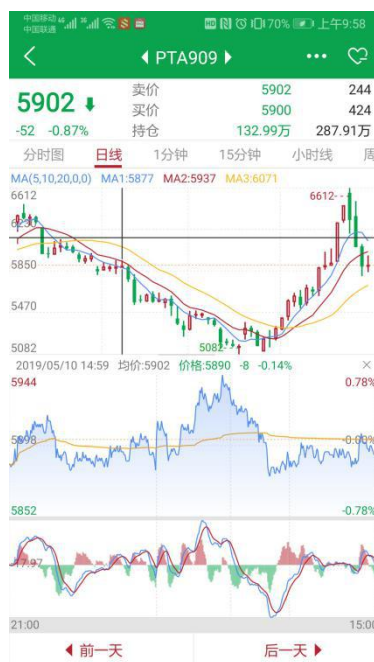 中国移动 46 36 HD N 70% 上午9:58
中国联通
PTA909
5902 卖价 5902 244
买价 5900 424
-52 -0.87% 持仓 132.99万 287.91万
分时图 日线 1分钟 15分钟 小时线 周
MA(5,10,20,0,0) MA1:5877 MA2:5937 MA3:6071
6612 6612
5850
5470
5082 5082
2019/05/10 14:59 均价:5902 价格:5890 -8 -0.14% ×
5944 0.78%
5898 -0.00%
5852 -0.78%
21:00 15:00
前一天 后一天